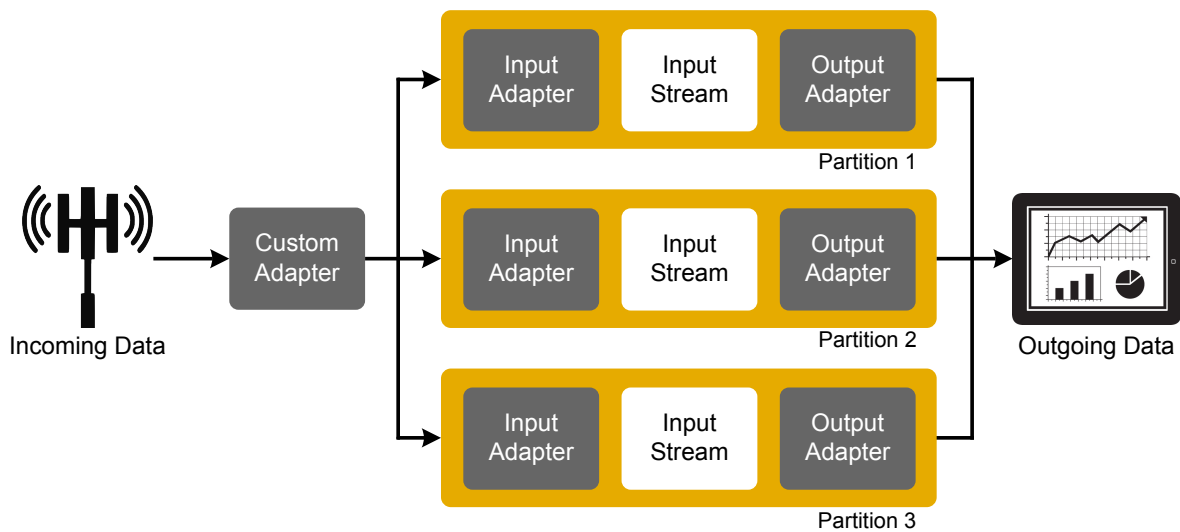 Input
Adapter
Input
Stream
Output
Adapter
Partition 1
Incoming Data
Custom
Adapter
Input
Adapter
Input
Stream
Output
Adapter
Partition 2
Outgoing Data
Input
Adapter
Input
Stream
Output
Adapter
Partition 3